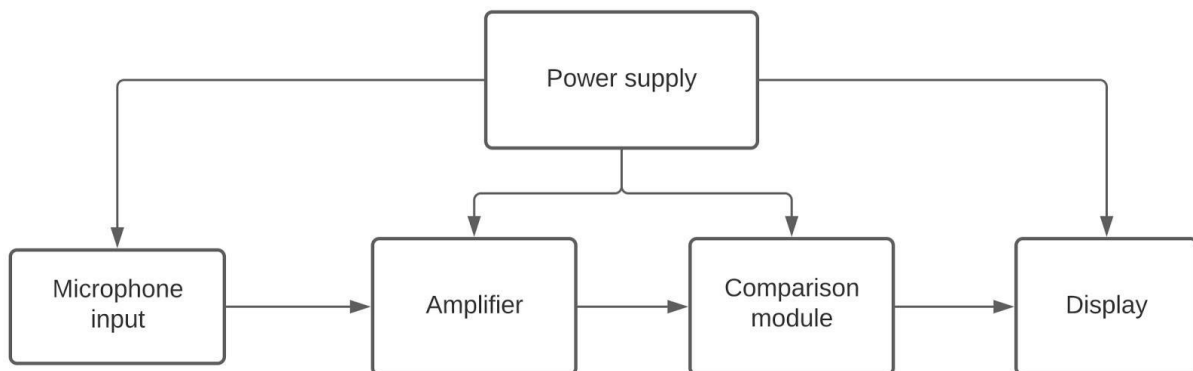 Power supply
Microphone
input
Amplifier
Comparison
module
Display